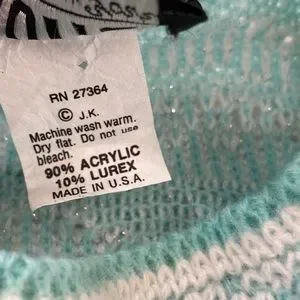 RN 27364
© J.K.
Machine wash warm.
Dry flat. Do not use
bleach.
90% ACRYLIC
10% LUREX
MADE IN U.S.A.